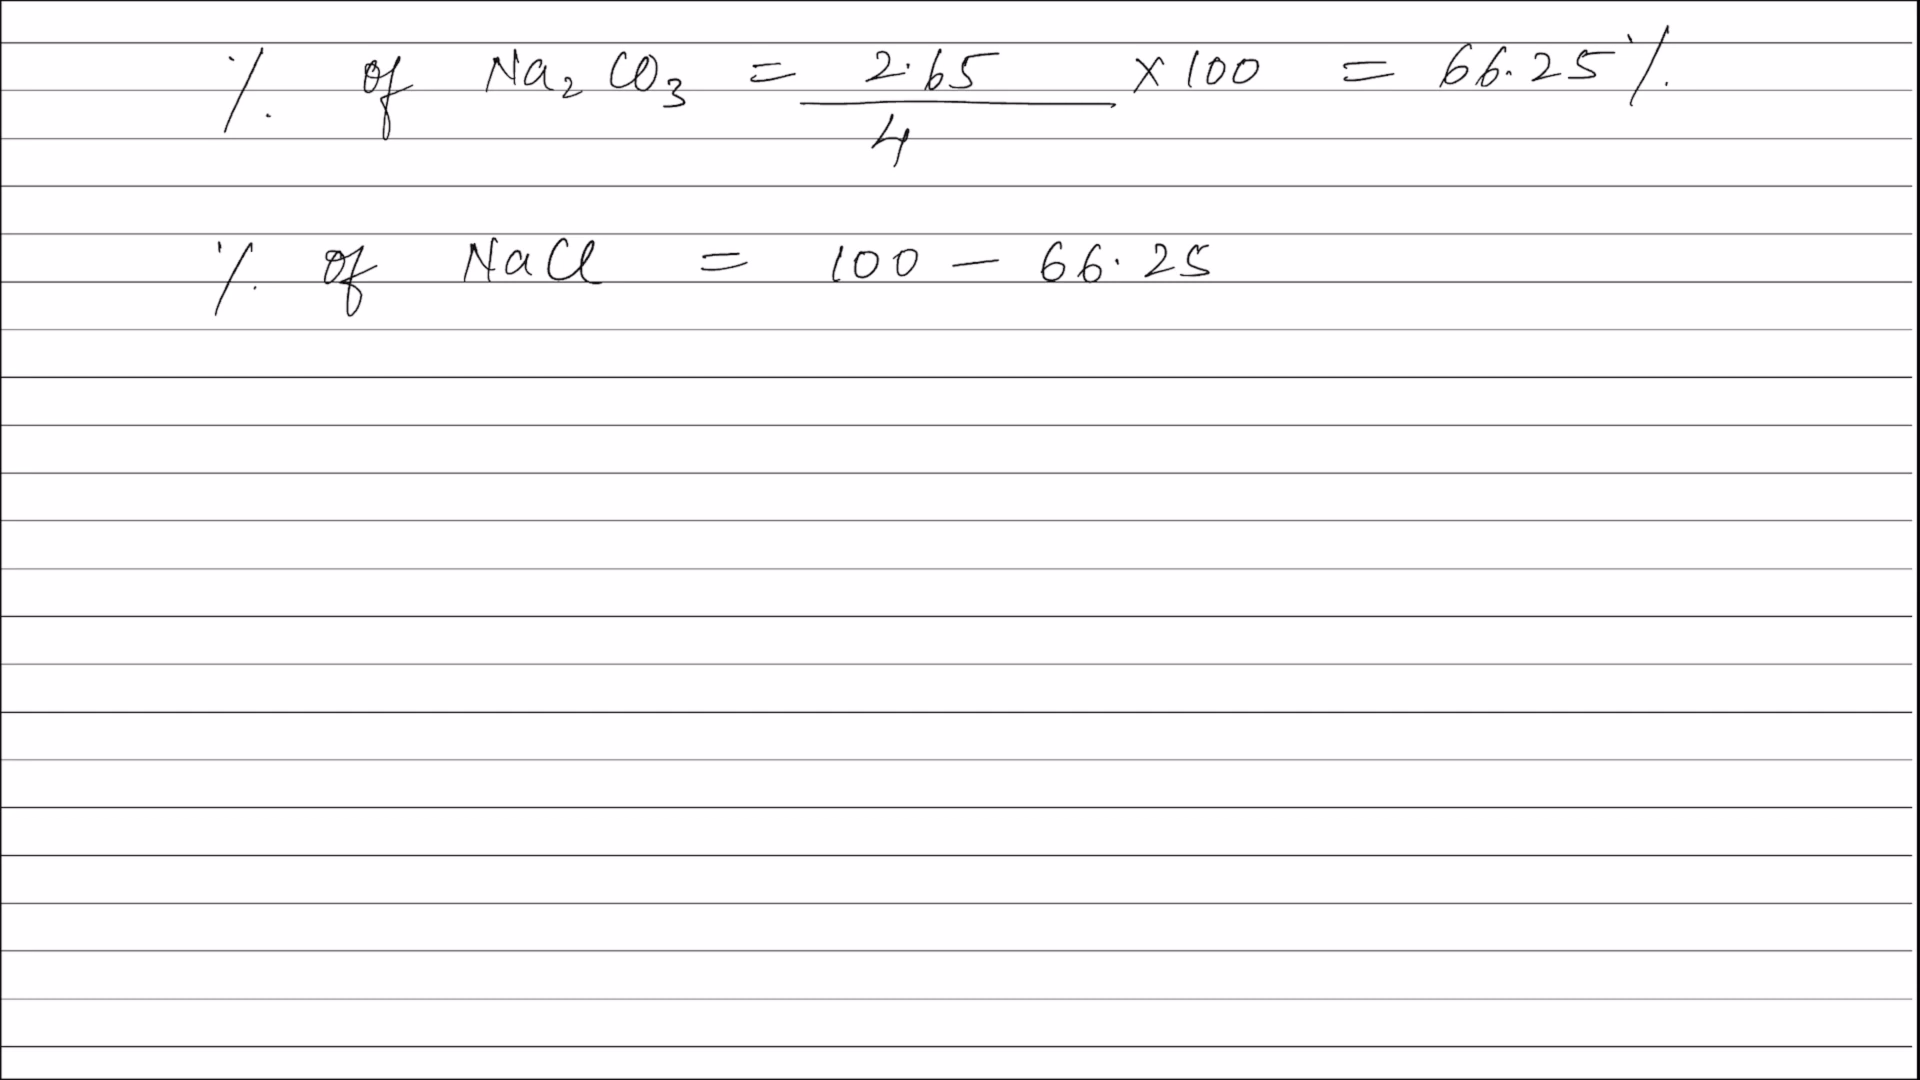 % of Na₂CO₃ = 2.65/4 × 100 = 66.25%
% of NaCl = 100 - 66.25